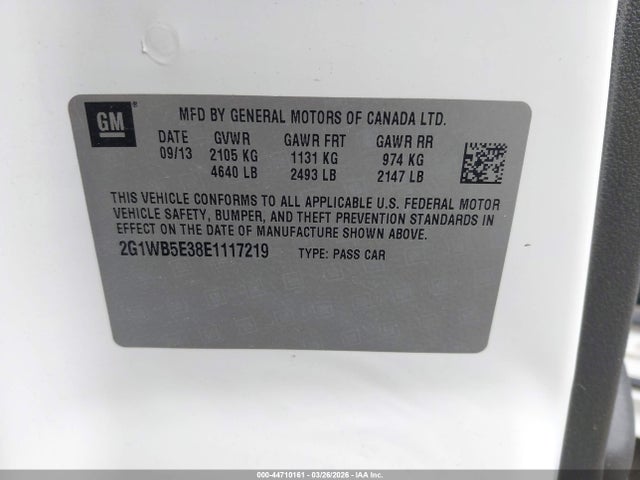 GM ®
MFD BY GENERAL MOTORS OF CANADA LTD.
DATE GVWR GAWR FRT GAWR RR
09/13 2105 KG 1131 KG 974 KG
4640 LB 2493 LB 2147 LB
THIS VEHICLE CONFORMS TO ALL APPLICABLE U.S. FEDERAL MOTOR
VEHICLE SAFETY, BUMPER, AND THEFT PREVENTION STANDARDS IN
EFFECT ON THE DATE OF MANUFACTURE SHOWN ABOVE.
2G1WB5E38E1117219 TYPE: PASS CAR
000-44710161 | 03/26/2026 - IAA Inc.